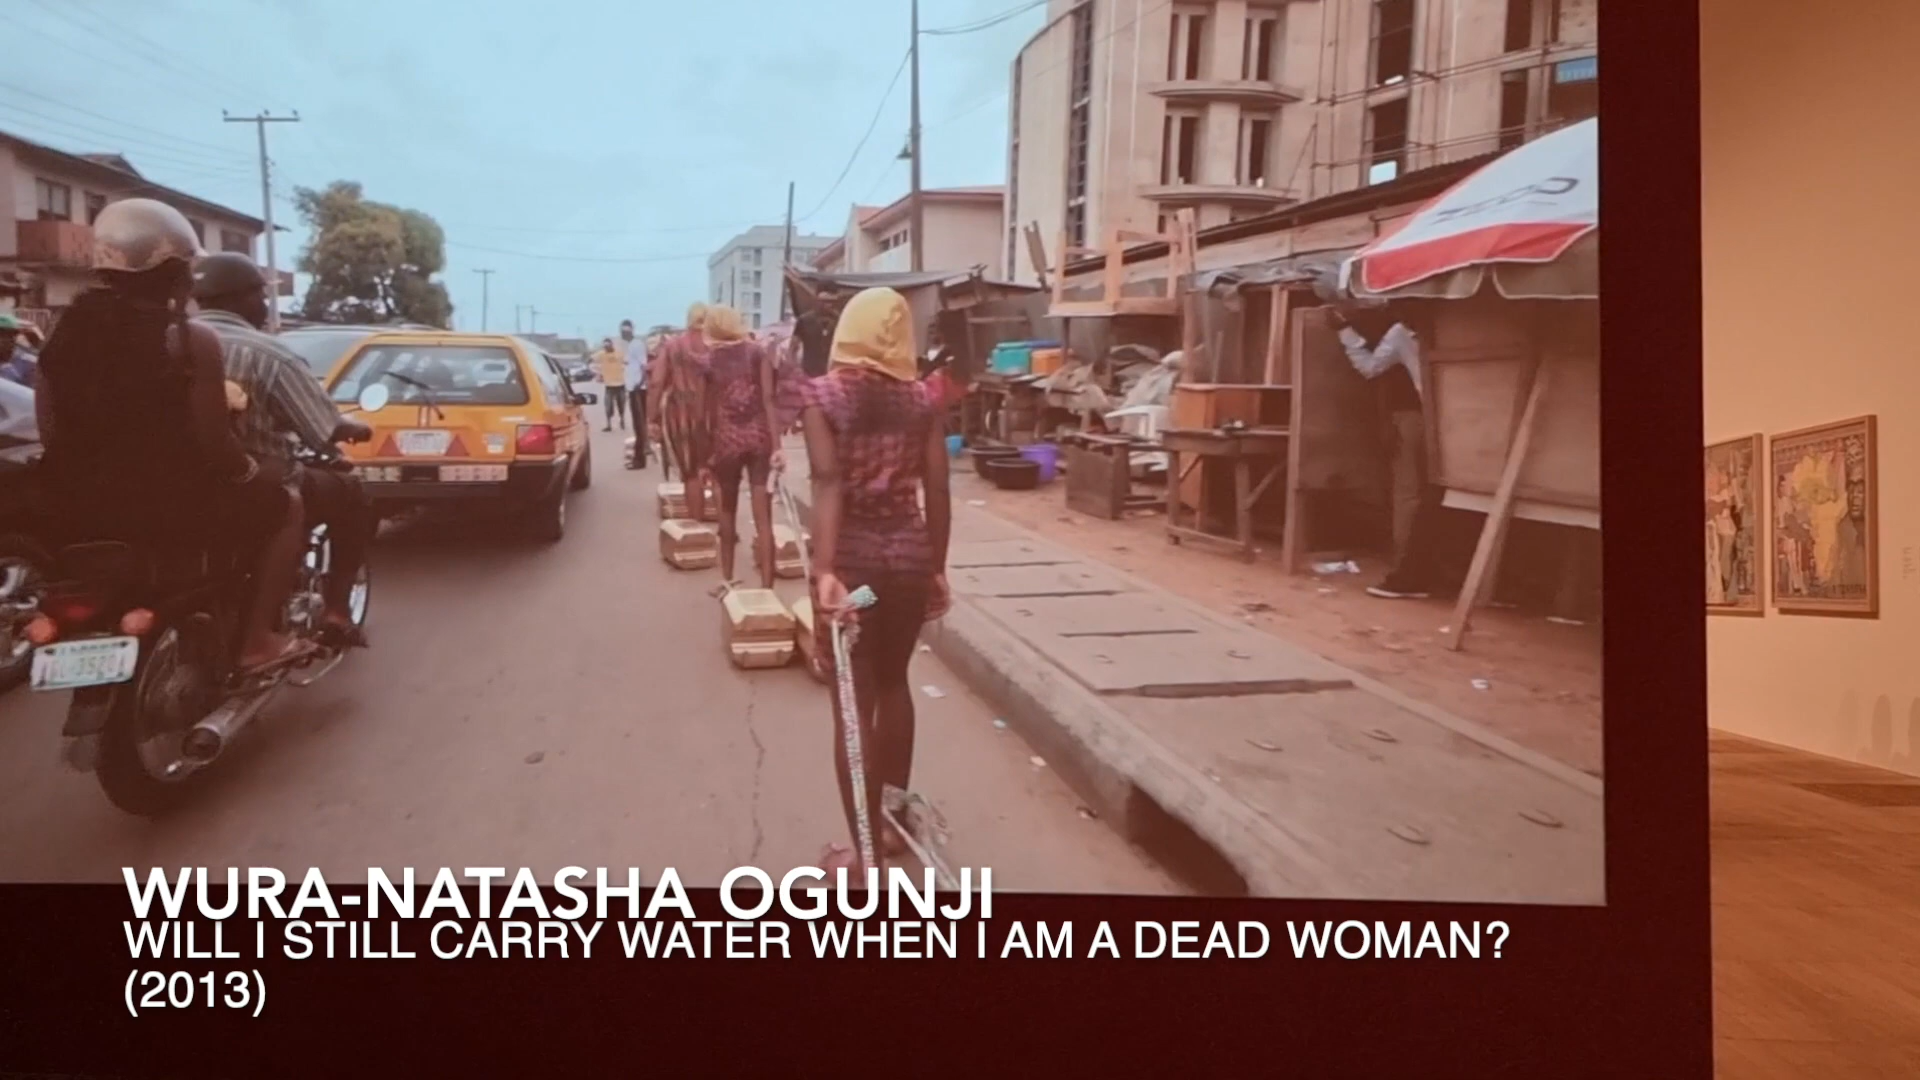 WURA-NATASHA OGUNJI
WILL I STILL CARRY WATER WHEN I AM A DEAD WOMAN?
(2013)